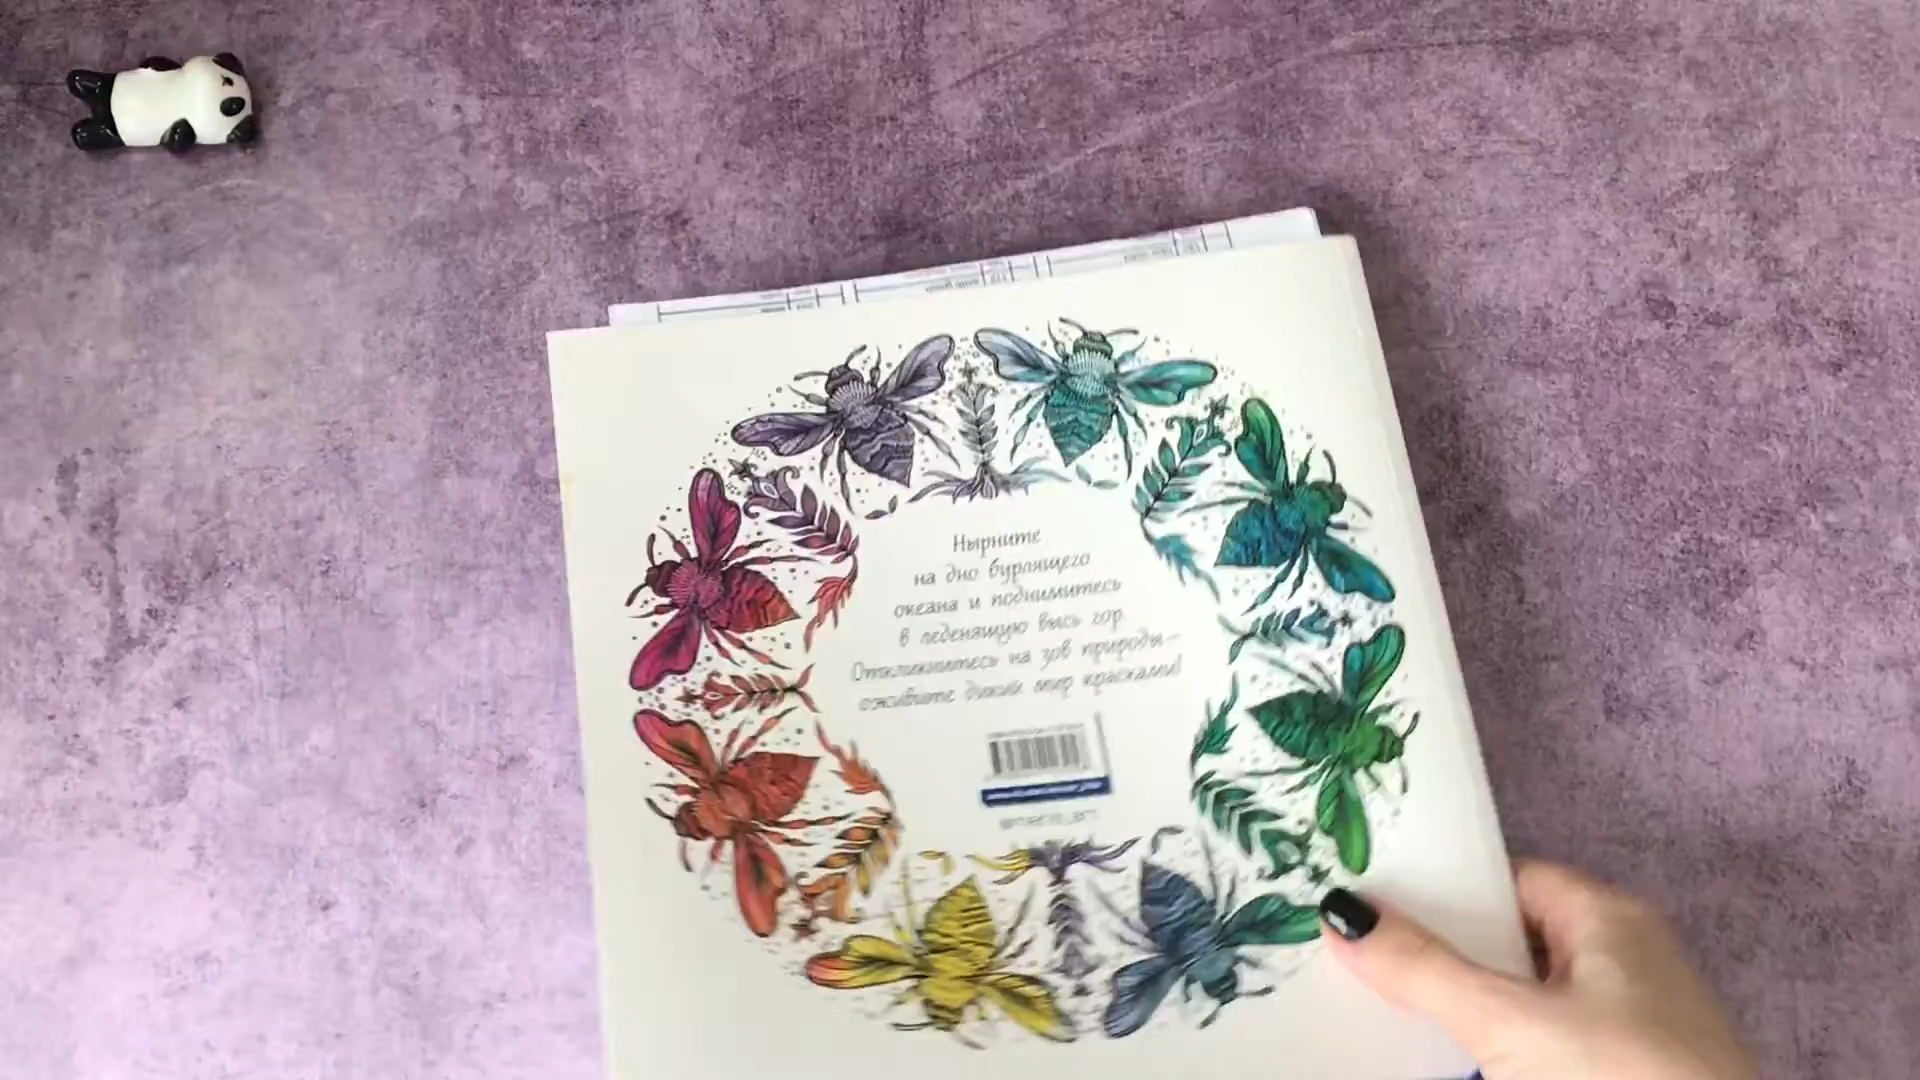 Нырните
на дно бурлящего
океана и поднимитесь
в леденящую высь гор.
Откликнитесь на зов природы—
оживите дикий мир красками!